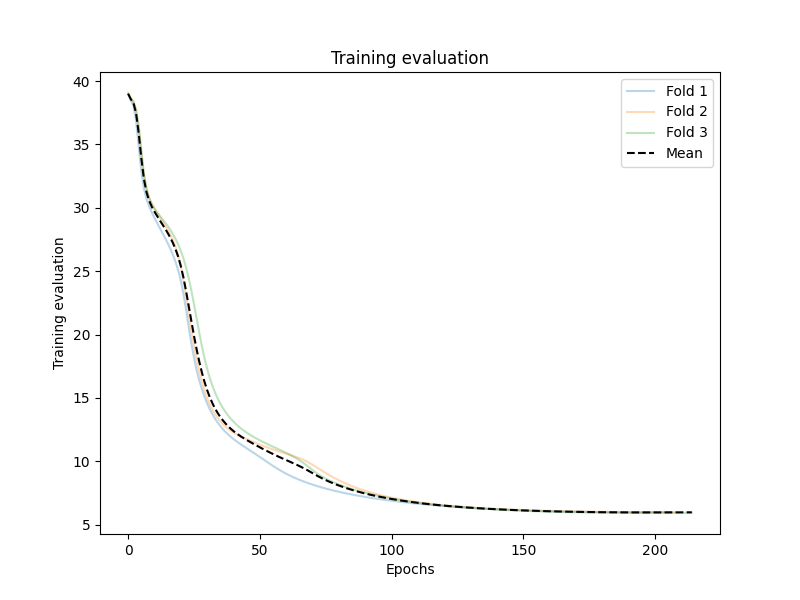 Training evaluation
Fold 1
Fold 2
Fold 3
Mean
Training evaluation
40
35
30
25
20
15
10
5
0 50 100 150 200
Epochs